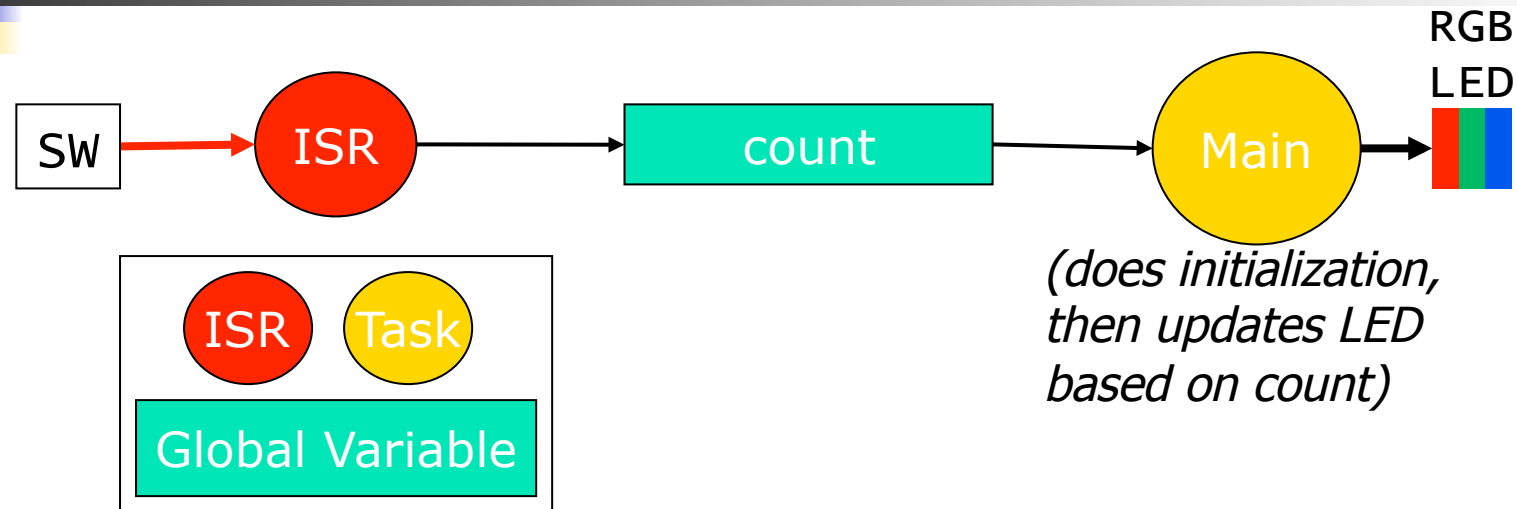 RGB
LED
SW
ISR
count
Main
(does initialization,
then updates LED
based on count)
ISR
Task
Global Variable